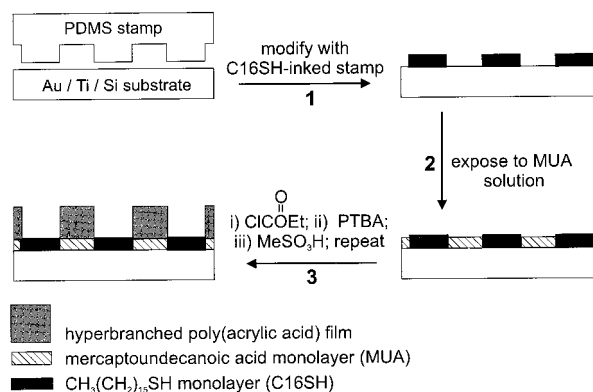 PDMS stamp
Au / Ti / Si substrate
modify with
C16SH-inked stamp
1
2 expose to MUA
solution
O
i) ClCOEt; ii) PTBA;
iii) MeSO₃H; repeat
3
hyperbranched poly(acrylic acid) film
mercaptoundecanoic acid monolayer (MUA)
CH₃(CH₂)₁₅SH monolayer (C16SH)